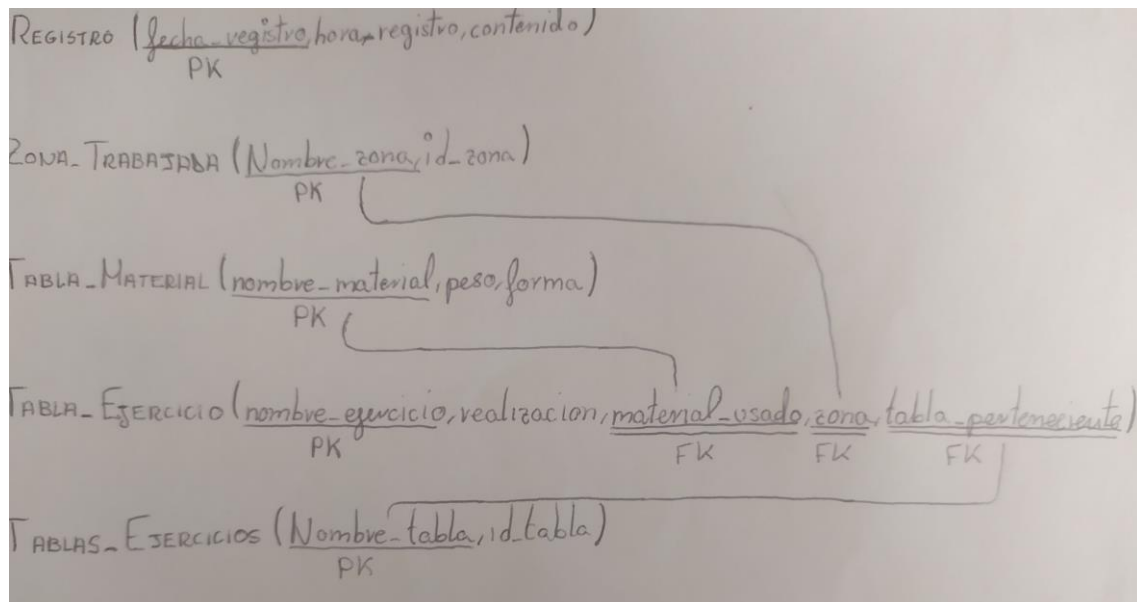 REGISTRO (fecha_registro, hora_registro, contenido)
PK
ZONA_TRABAJADA (Nombre_zona, id_zona)
PK
TABLA_MATERIAL (nombre_material, peso, forma)
PK
TABLA_EJERCICIO (nombre_ejercicio, realizacion, material_usado, zona, tabla_perteneciente)
PK FK FK FK
TABLAS_EJERCICIOS (Nombre_tabla, id_tabla)
PK